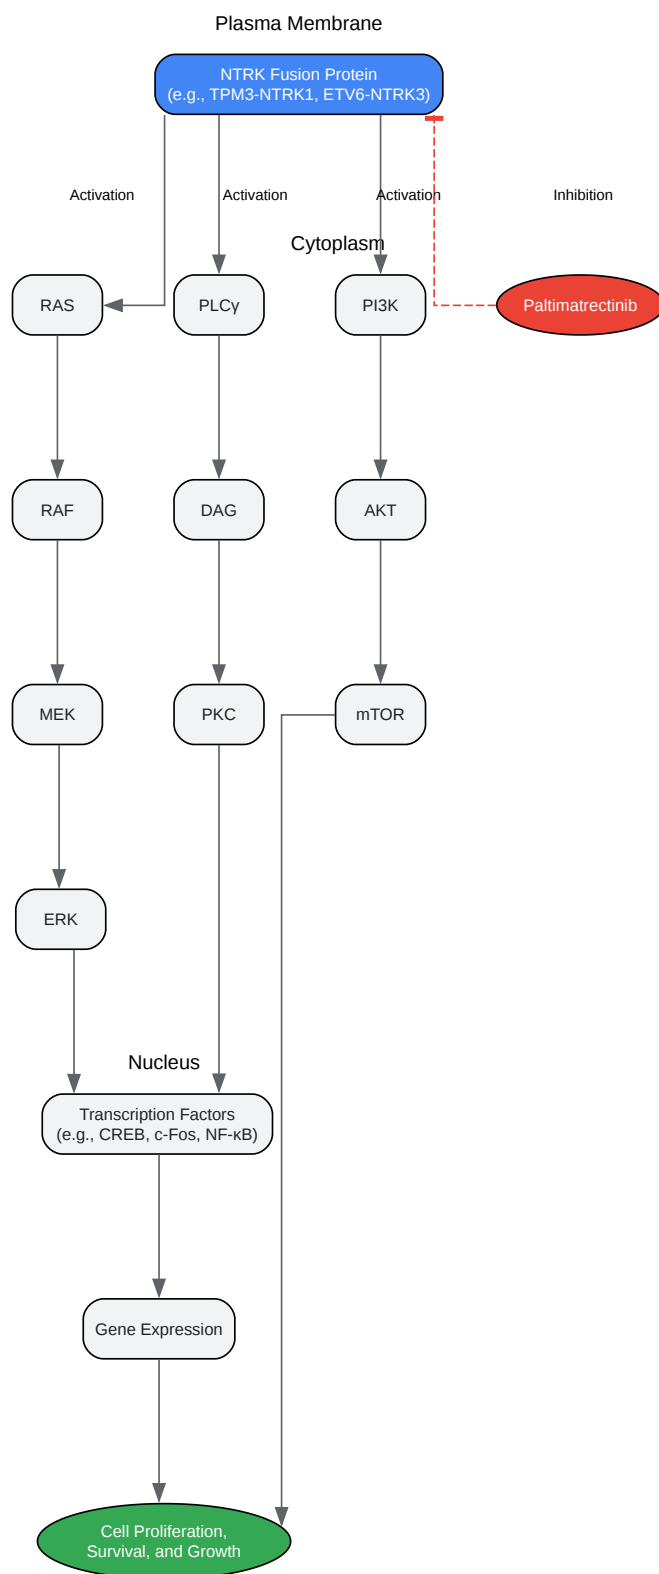 Plasma Membrane
NTRK Fusion Protein
(e.g., TPM3-NTRK1, ETV6-NTRK3)
Activation
Activation
Activation
Inhibition
Cytoplasm
RAS
PLCγ
PI3K
Paltimatrectinib
RAF
DAG
AKT
MEK
PKC
mTOR
ERK
Nucleus
Transcription Factors
(e.g., CREB, c-Fos, NF-κB)
Gene Expression
Cell Proliferation,
Survival, and Growth